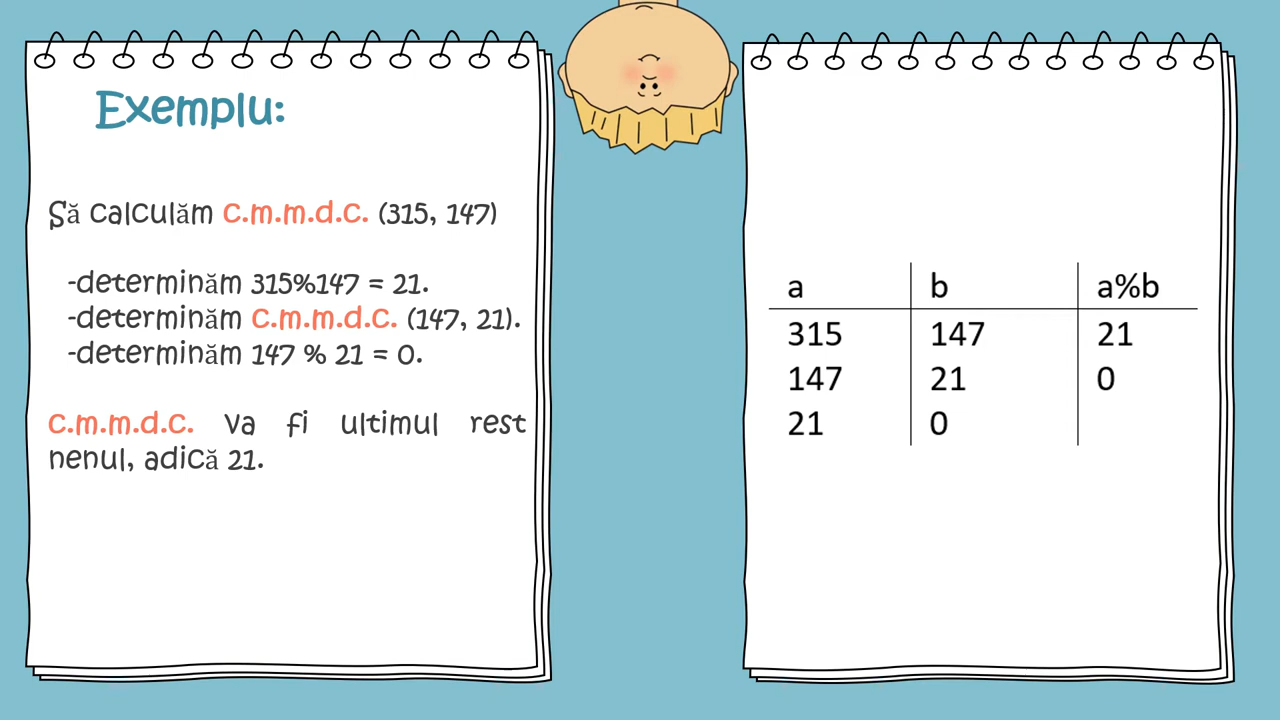 Exemplu:
Să calculăm c.m.m.d.c. (315, 147)
-determinăm 315%147 = 21.
-determinăm c.m.m.d.c. (147, 21).
-determinăm 147 % 21 = 0.
c.m.m.d.c. va fi ultimul rest
nenul, adică 21.
a b a%b
315 147 21
147 21 0
21 0